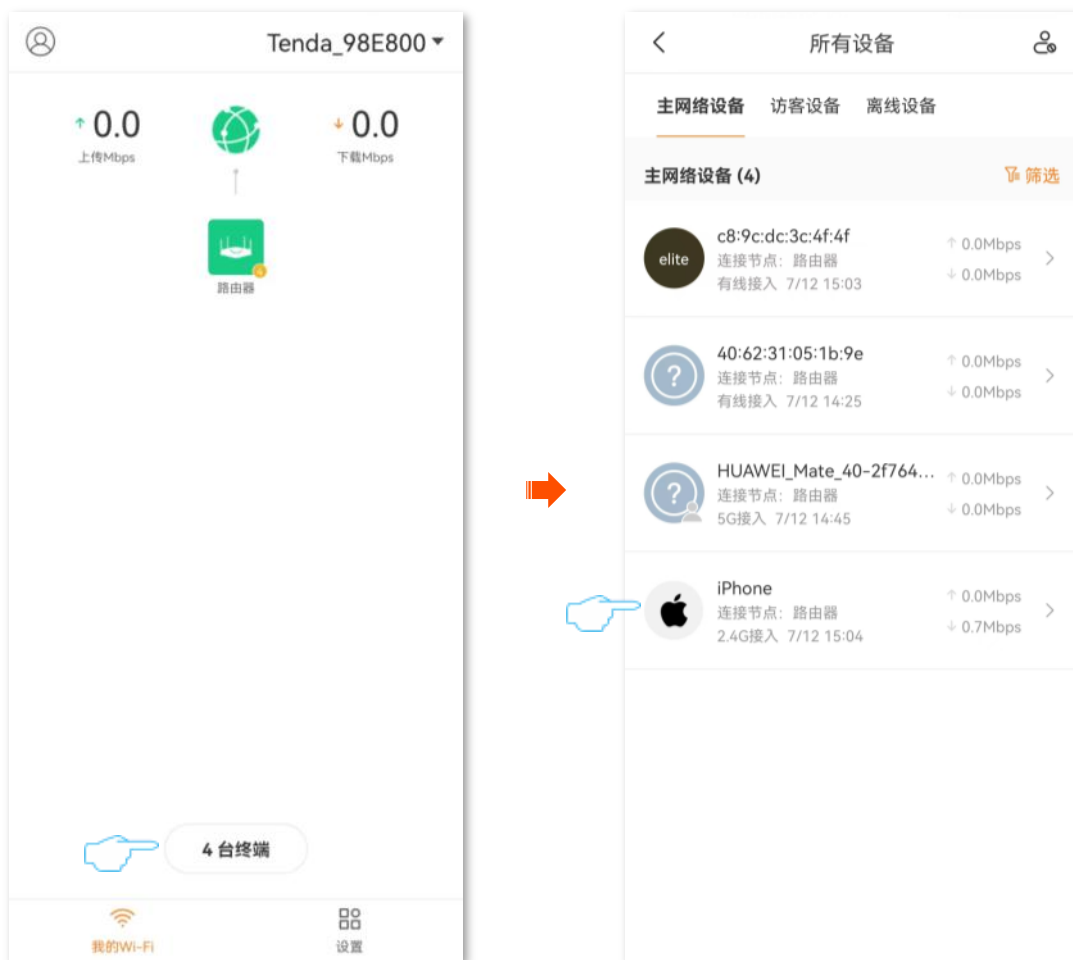 Tenda_98E800
0.0
上传Mbps
0.0
下载Mbps
路由器
4 台终端
我的Wi-Fi
设置
所有设备
主网络设备 访客设备 离线设备
主网络设备 (4)
筛选
elite
c8:9c:dc:3c:4f:4f
连接节点：路由器
有线接入 7/12 15:03
↑ 0.0Mbps
↓ 0.0Mbps
40:62:31:05:1b:9e
连接节点：路由器
有线接入 7/12 14:25
↑ 0.0Mbps
↓ 0.0Mbps
HUAWEI_Mate_40-2f764...
连接节点：路由器
5G接入 7/12 14:45
↑ 0.0Mbps
↓ 0.0Mbps
iPhone
连接节点：路由器
2.4G接入 7/12 15:04
↑ 0.0Mbps
↓ 0.7Mbps